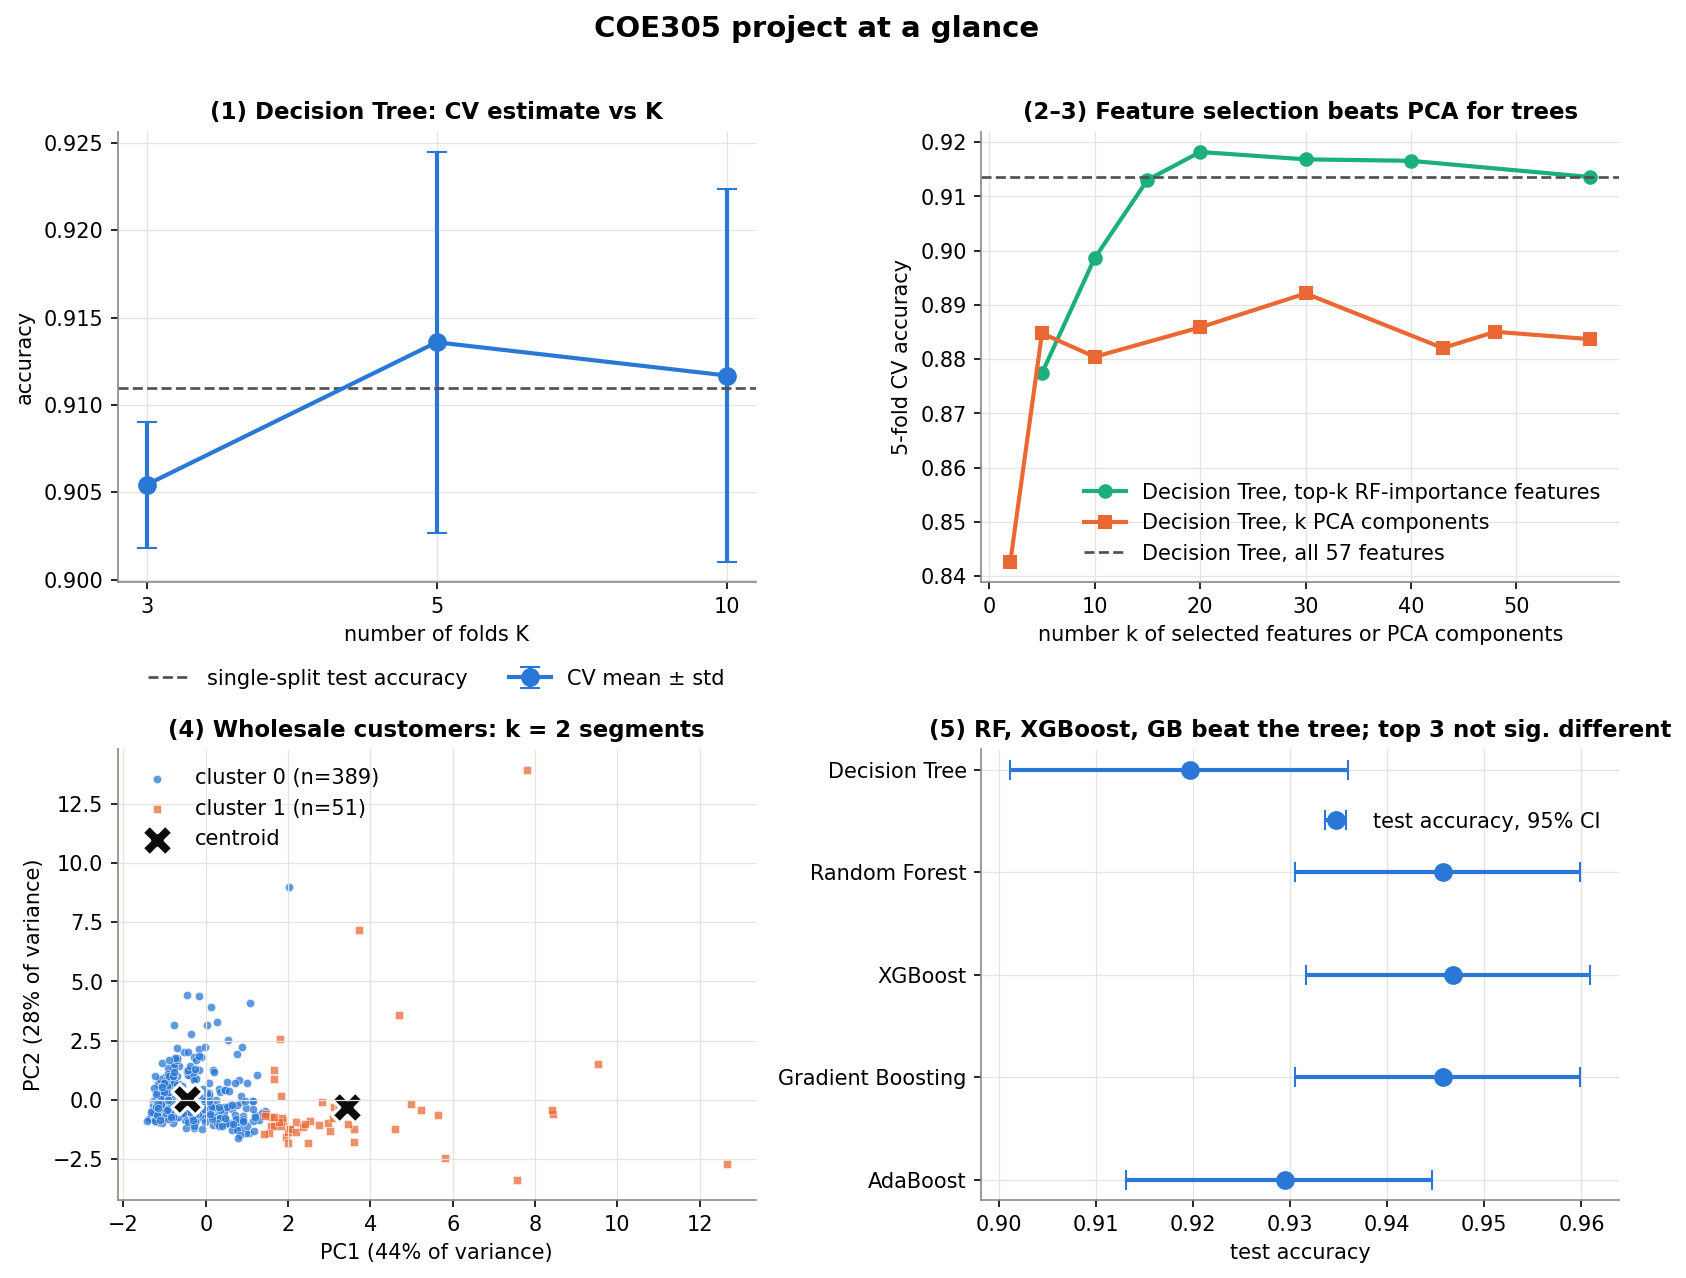 COE305 project at a glance
(1) Decision Tree: CV estimate vs K
0.925
0.920
0.915
0.910
0.905
0.900
accuracy
3 5 10
number of folds K
single-split test accuracy
CV mean ± std
(2–3) Feature selection beats PCA for trees
0.92
0.91
0.90
0.89
0.88
0.87
0.86
0.85
0.84
5-fold CV accuracy
Decision Tree, top-k RF-importance features
Decision Tree, k PCA components
Decision Tree, all 57 features
0 10 20 30 40 50
number k of selected features or PCA components
(4) Wholesale customers: k = 2 segments
cluster 0 (n=389)
cluster 1 (n=51)
centroid
12.5
10.0
7.5
5.0
2.5
0.0
−2.5
PC2 (28% of variance)
−2 0 2 4 6 8 10 12
PC1 (44% of variance)
(5) RF, XGBoost, GB beat the tree; top 3 not sig. different
Decision Tree
test accuracy, 95% CI
Random Forest
XGBoost
Gradient Boosting
AdaBoost
0.90 0.91 0.92 0.93 0.94 0.95 0.96
test accuracy